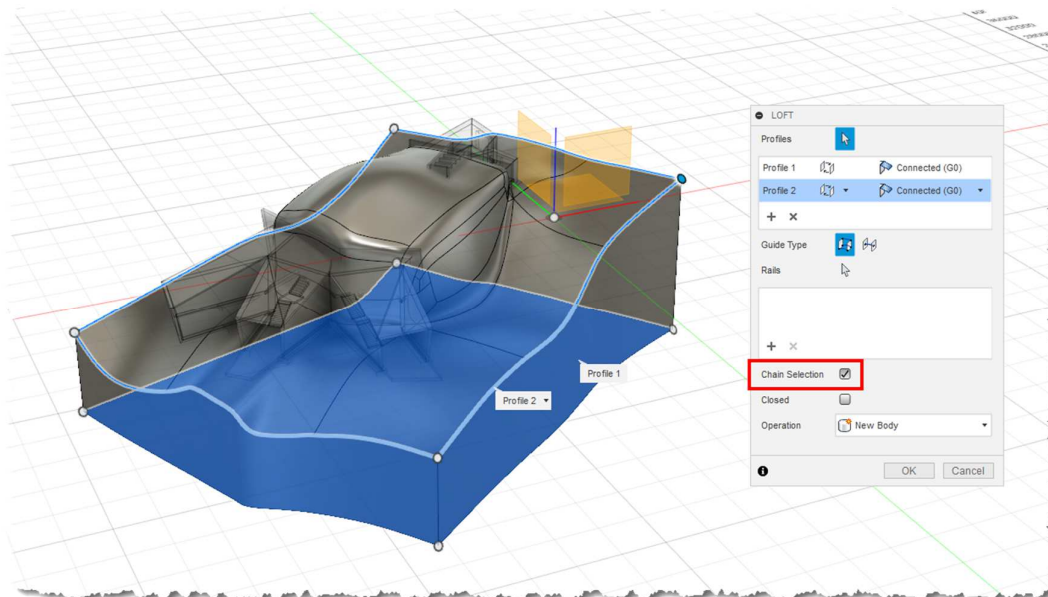 LOFT
Profiles
Profile 1 Connected (G0)
Profile 2 Connected (G0)
Guide Type
Rails
Chain Selection
Closed
Operation New Body
OK Cancel
Profile 1
Profile 2